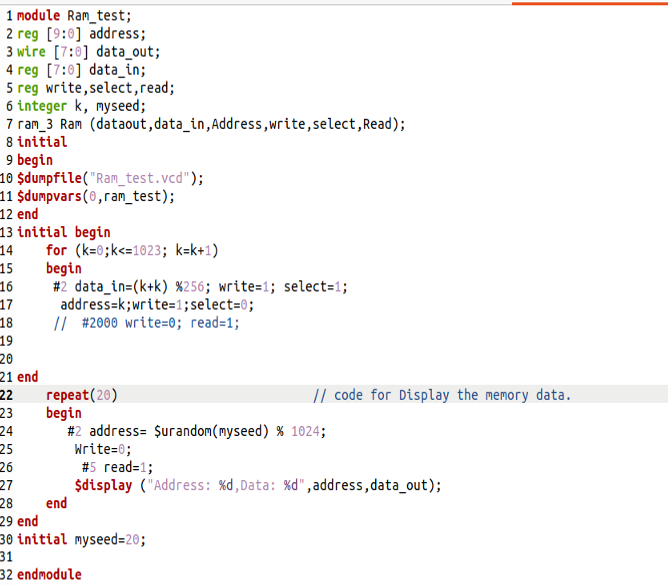 1 module Ram_test;
2 reg [9:0] address;
3 wire [7:0] data_out;
4 reg [7:0] data_in;
5 reg write,select,read;
6 integer k, myseed;
7 ram_3 Ram (dataout,data_in,Address,write,select,Read);
8 initial
9 begin
10 $dumpfile("Ram_test.vcd");
11 $dumpvars(0,ram_test);
12 end
13 initial begin
14 for (k=0;k<=1023; k=k+1)
15 begin
16 #2 data_in=(k+k) %256; write=1; select=1;
17 address=k;write=1;select=0;
18 // #2000 write=0; read=1;
19
20
21 end
22 repeat(20) // code for Display the memory data.
23 begin
24 #2 address= $urandom(myseed) % 1024;
25 Write=0;
26 #5 read=1;
27 $display ("Address: %d,Data: %d",address,data_out);
28 end
29 end
30 initial myseed=20;
31
32 endmodule